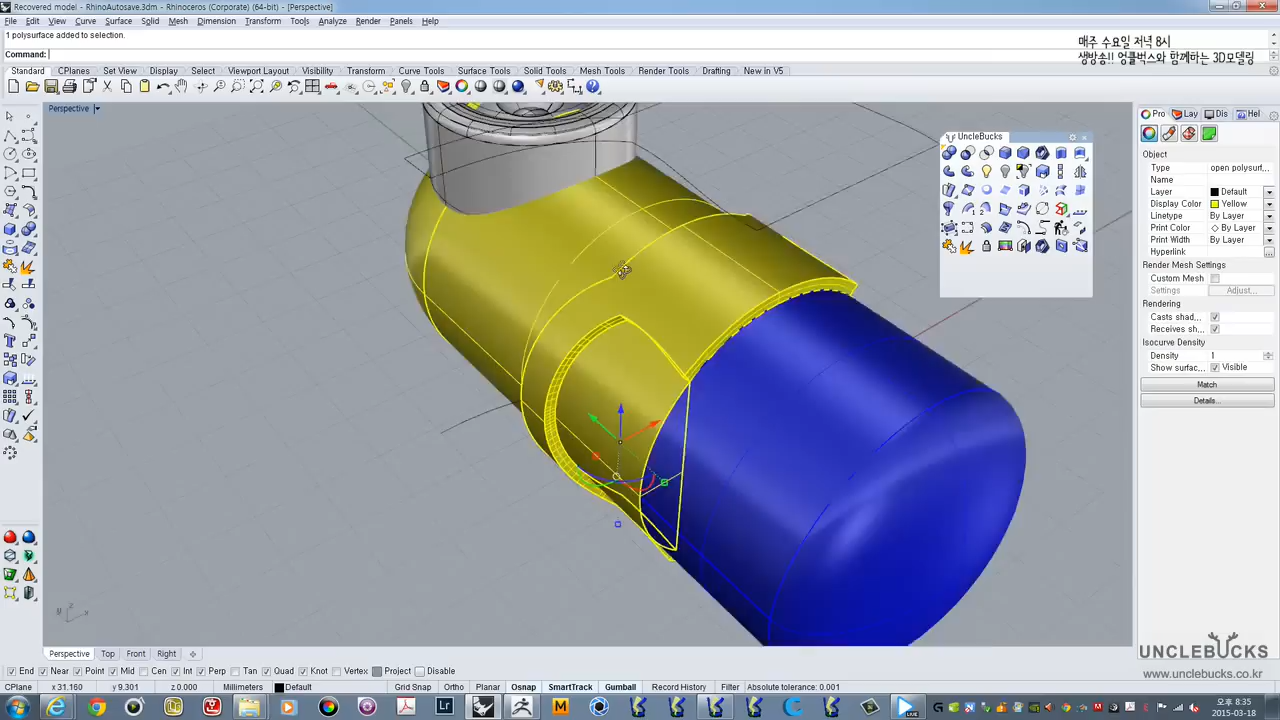 Recovered model - RhinoAutosave.3dm - Rhinoceros (Corporate) (64-bit) - [Perspective]
File Edit View Curve Surface Solid Mesh Dimension Transform Tools Analyze Render Panels Help
1 polysurface added to selection.
Command:
매주 수요일 저녁 8시
생방송!! 엉클벅스와 함께하는 3D모델링
Standard CPlanes Set View Display Select Viewport Layout Visibility Transform Curve Tools Surface Tools Solid Tools Mesh Tools Render Tools Drafting New in V5
Perspective
UncleBucks
Pro Lay Dis Hel
Object
Type open polysurf...
Name
Layer Default
Display Color Yellow
Linetype By Layer
Print Color By Layer
Print Width By Layer
Hyperlink
Render Mesh Settings
Custom Mesh
Settings Adjust...
Rendering
Casts shad...
Receives sh...
Isocurve Density
Density 1
Show surfac... Visible
Match
Details...
z
y x
Perspective Top Front Right
End Near Point Mid Cen Int Perp Tan Quad Knot Vertex Project Disable
CPlane x 31.160 y 9.301 z 0.000 Millimeters Default Grid Snap Ortho Planar Osnap SmartTrack Gumball Record History Filter Absolute tolerance: 0.001
UNCLEBUCKS
www.unclebucks.co.kr
Lr M LIVE
오후 8:35
2015-03-18